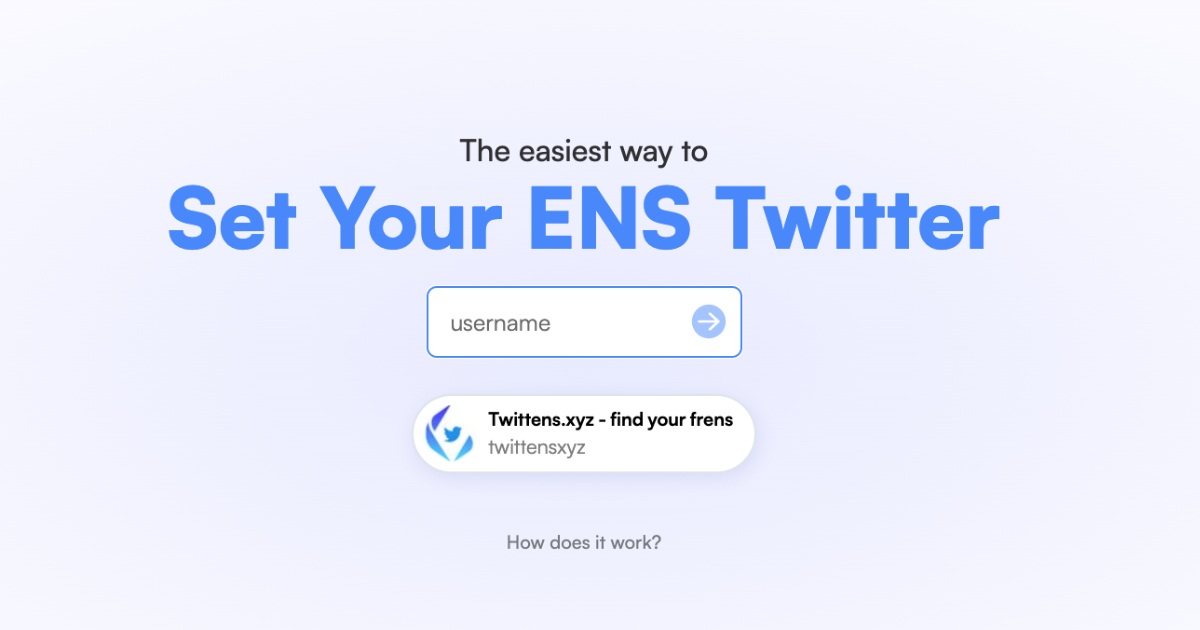 The easiest way to
Set Your ENS Twitter
username
Twittens.xyz - find your frens
twittensxyz
How does it work?